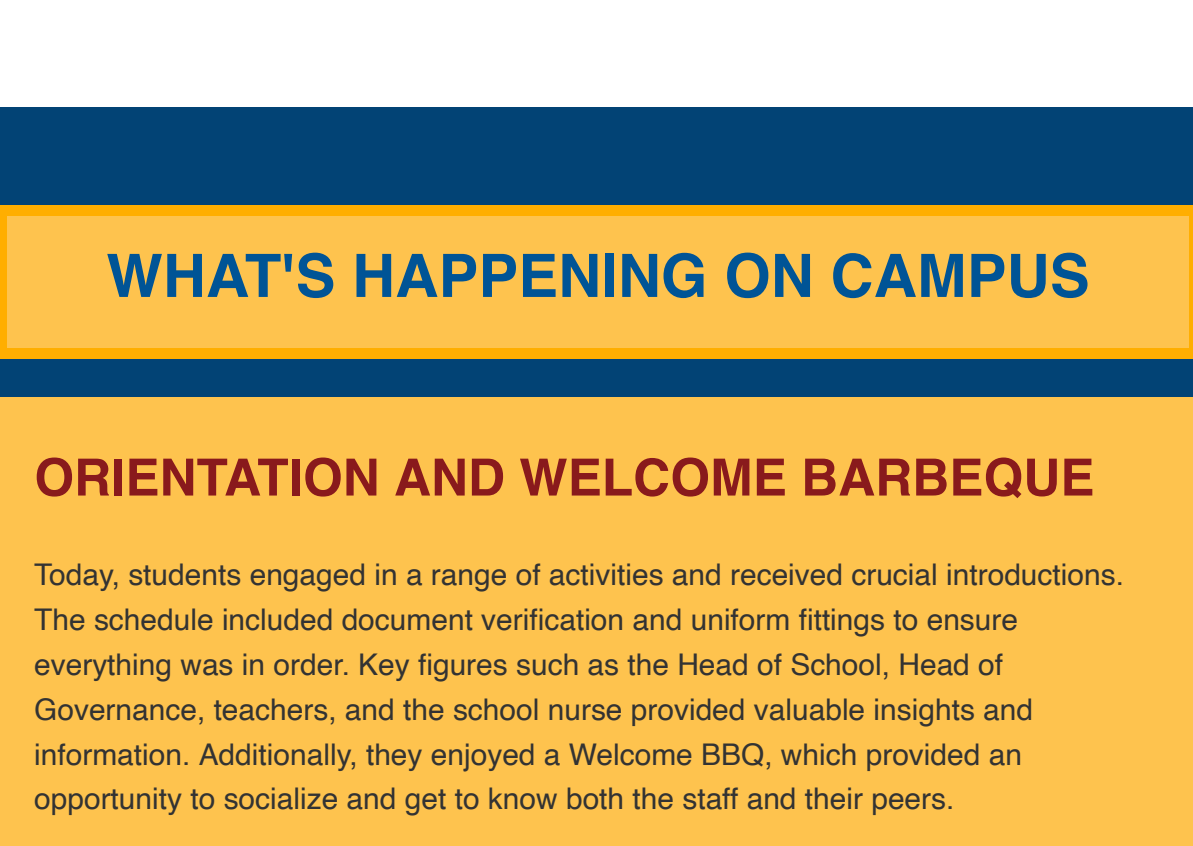 WHAT'S HAPPENING ON CAMPUS
ORIENTATION AND WELCOME BARBEQUE
Today, students engaged in a range of activities and received crucial introductions.
The schedule included document verification and uniform fittings to ensure
everything was in order. Key figures such as the Head of School, Head of
Governance, teachers, and the school nurse provided valuable insights and
information. Additionally, they enjoyed a Welcome BBQ, which provided an
opportunity to socialize and get to know both the staff and their peers.